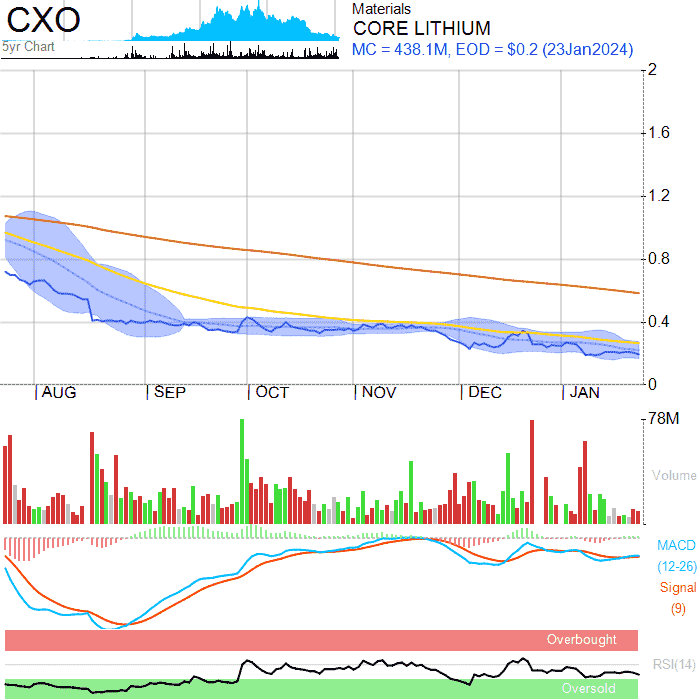 CXO
5yr Chart
Materials
CORE LITHIUM
MC = 438.1M, EOD = $0.2 (23Jan2024)
2
1.6
1.2
0.8
0.4
0
AUG SEP OCT NOV DEC JAN
78M
Volume
MACD
(12-26)
Signal
(9)
Overbought
RSI(14)
Oversold